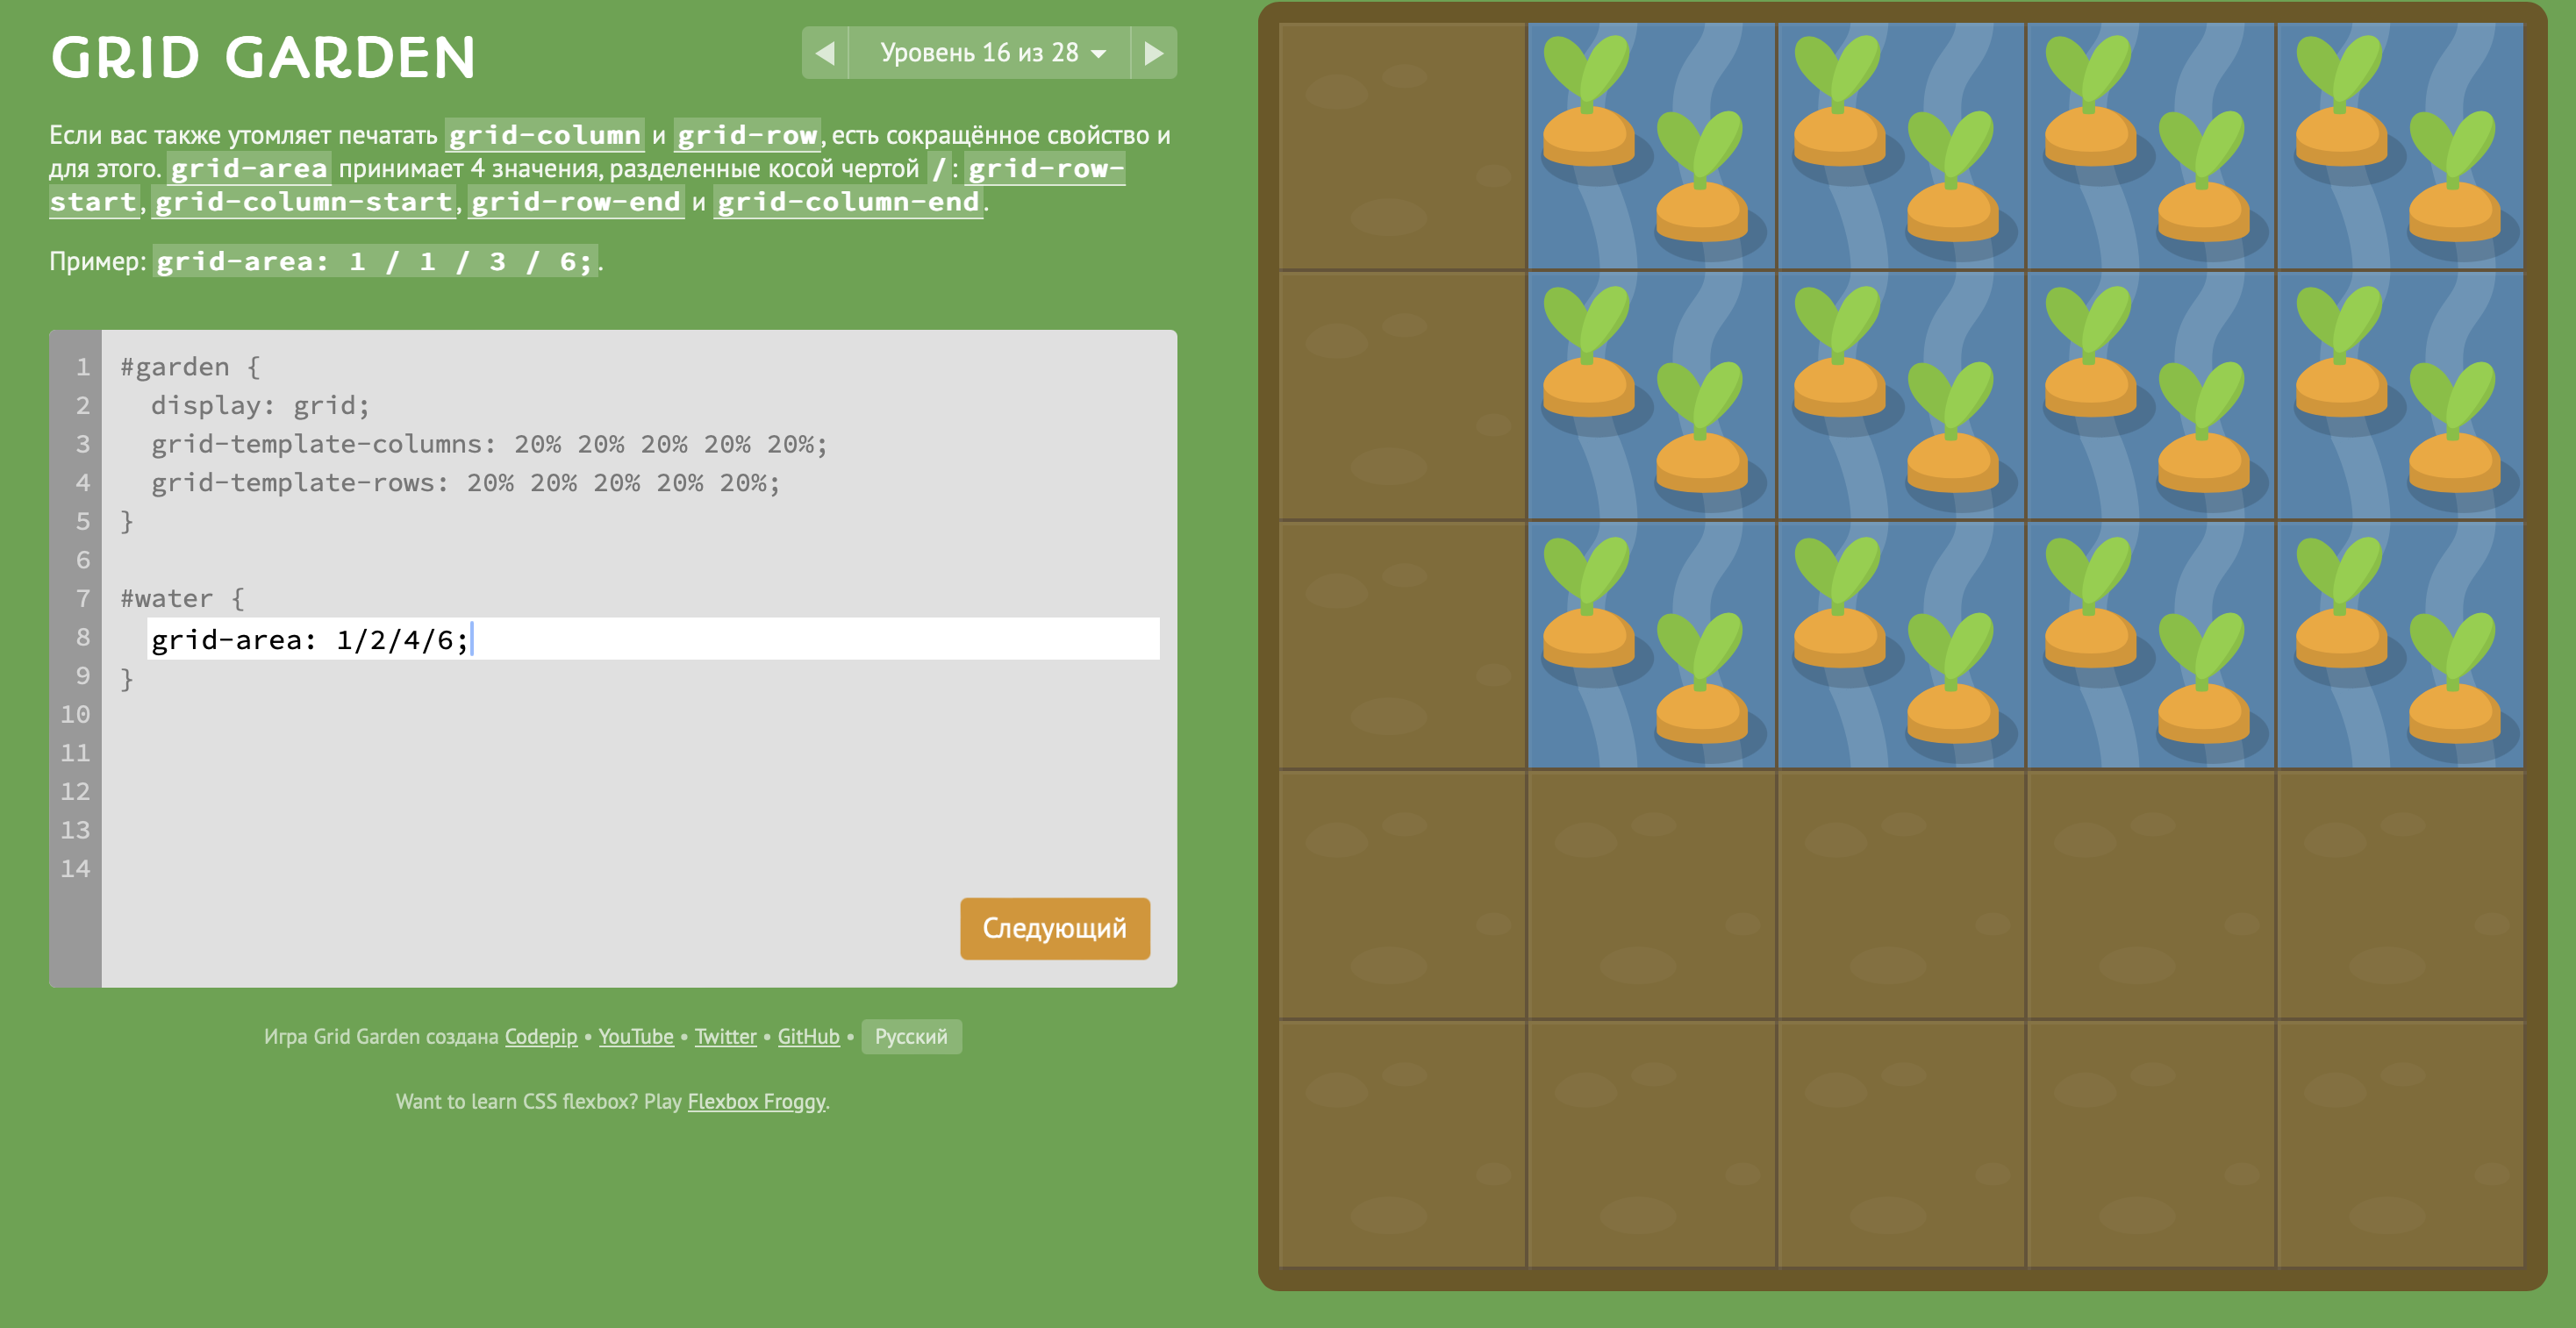 GRID GARDEN
Уровень 16 из 28
Если вас также утомляет печатать grid-column и grid-row, есть сокращённое свойство и
для этого. grid-area принимает 4 значения, разделенные косой чертой /: grid-row-
start, grid-column-start, grid-row-end и grid-column-end.
Пример: grid-area: 1 / 1 / 3 / 6;.
1 #garden {
2 display: grid;
3 grid-template-columns: 20% 20% 20% 20% 20%;
4 grid-template-rows: 20% 20% 20% 20% 20%;
5 }
6
7 #water {
8 grid-area: 1/2/4/6;
9 }
10
11
12
13
14
Следующий
Игра Grid Garden создана Codepip • YouTube • Twitter • GitHub • Русский
Want to learn CSS flexbox? Play Flexbox Froggy.